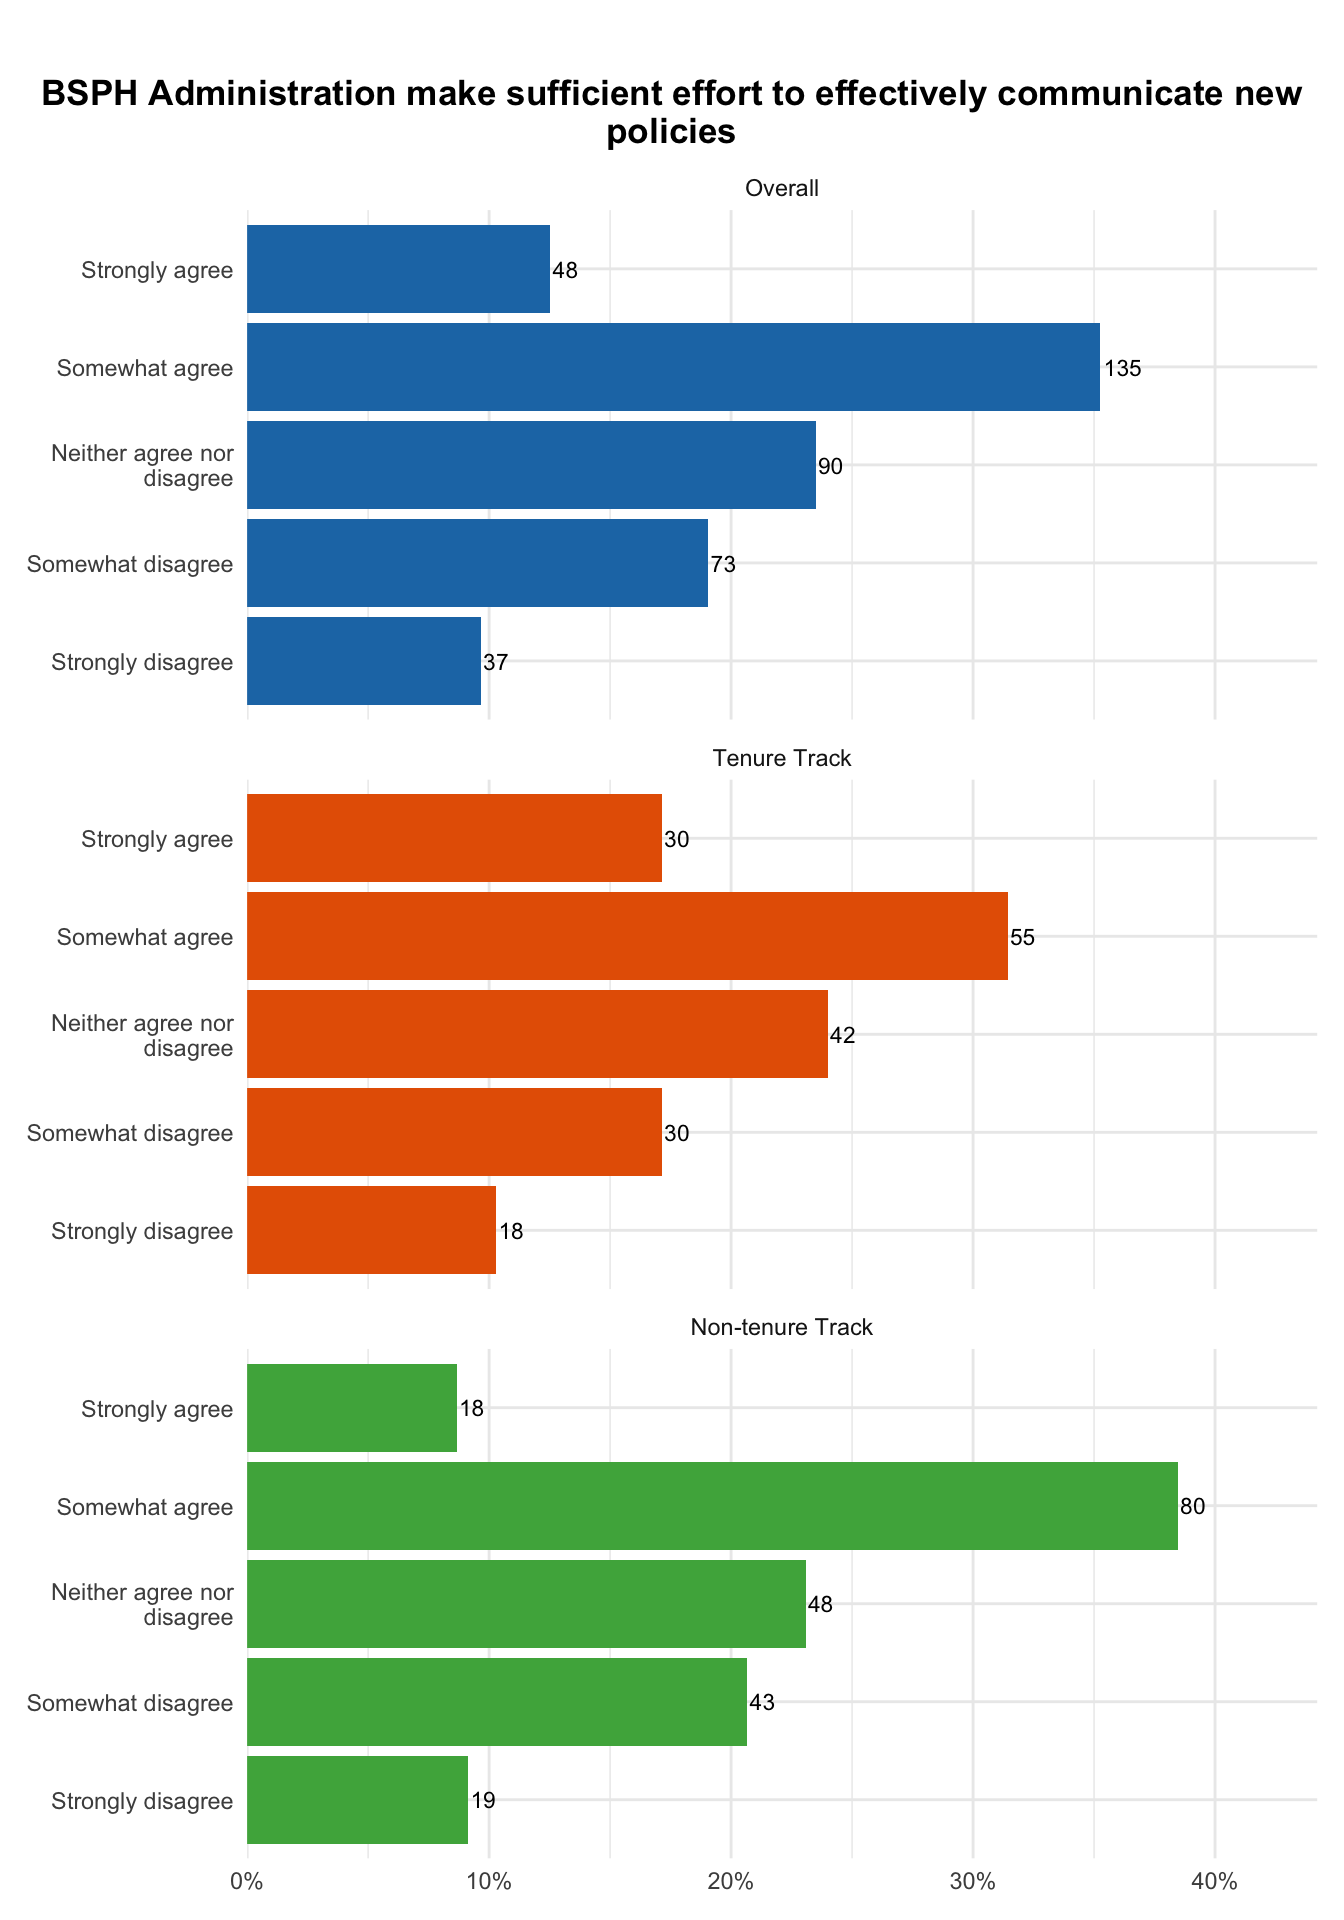 BSPH Administration make sufficient effort to effectively communicate new
policies
Overall
Strongly agree
48
Somewhat agree
135
Neither agree nor
disagree
90
Somewhat disagree
73
Strongly disagree
37
Tenure Track
Strongly agree
30
Somewhat agree
55
Neither agree nor
disagree
42
Somewhat disagree
30
Strongly disagree
18
Non-tenure Track
Strongly agree
18
Somewhat agree
80
Neither agree nor
disagree
48
Somewhat disagree
43
Strongly disagree
19
0% 10% 20% 30% 40%